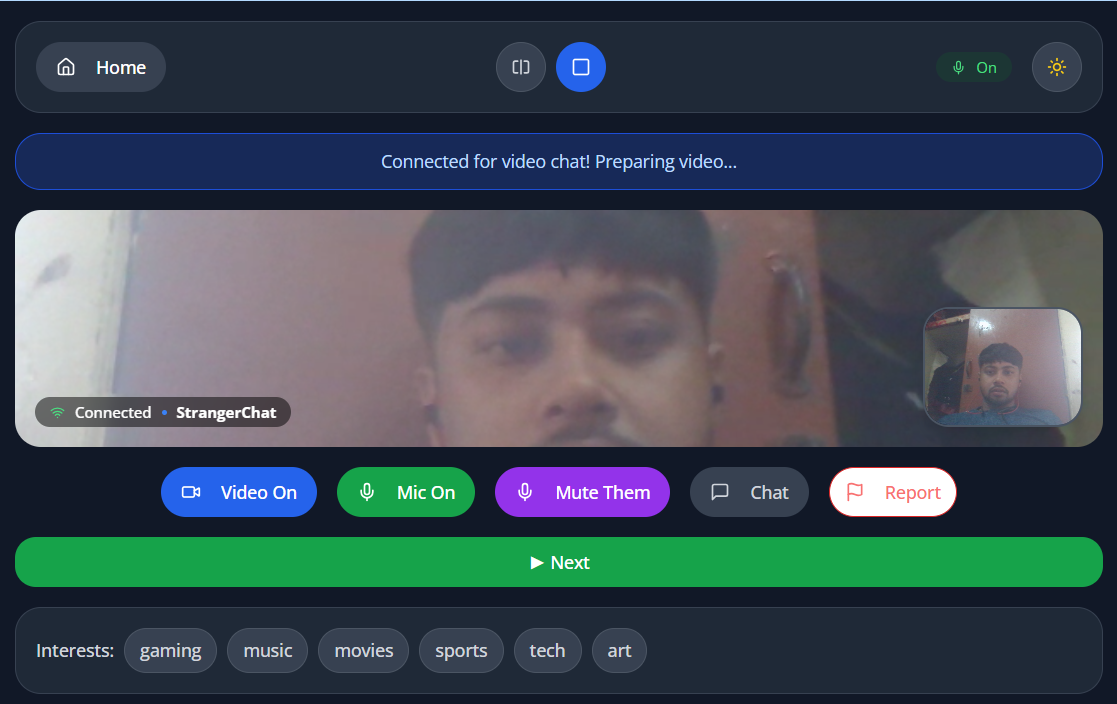 Home
On
Connected for video chat! Preparing video...
Connected • StrangerChat
Video On
Mic On
Mute Them
Chat
Report
▶ Next
Interests: gaming music movies sports tech art